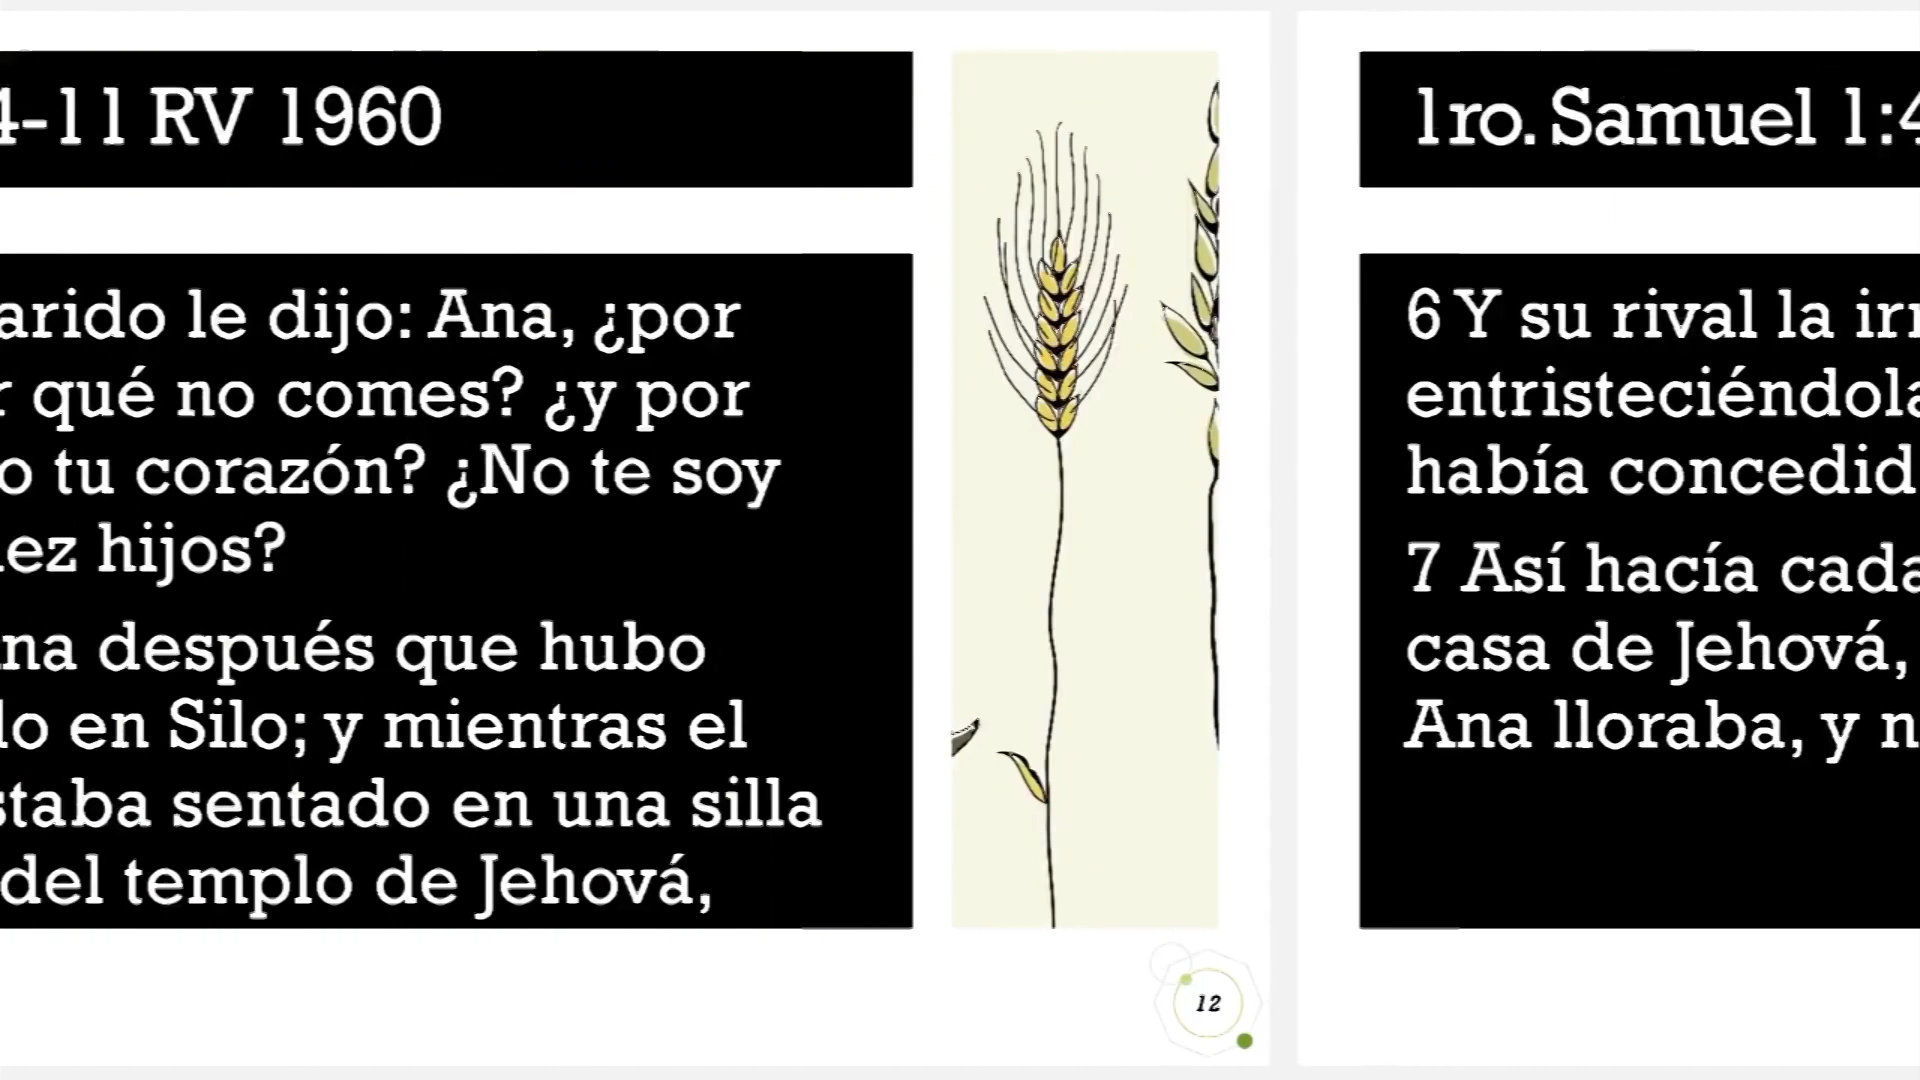 4-11 RV 1960
arido le dijo: Ana, ¿por
r qué no comes? ¿y por
o tu corazón? ¿No te soy
ez hijos?
na después que hubo
lo en Silo; y mientras el
staba sentado en una silla
del templo de Jehová,
12
1ro. Samuel 1:4
6 Y su rival la irr
entristeciéndola
había concedid
7 Así hacía cada
casa de Jehová,
Ana lloraba, y n